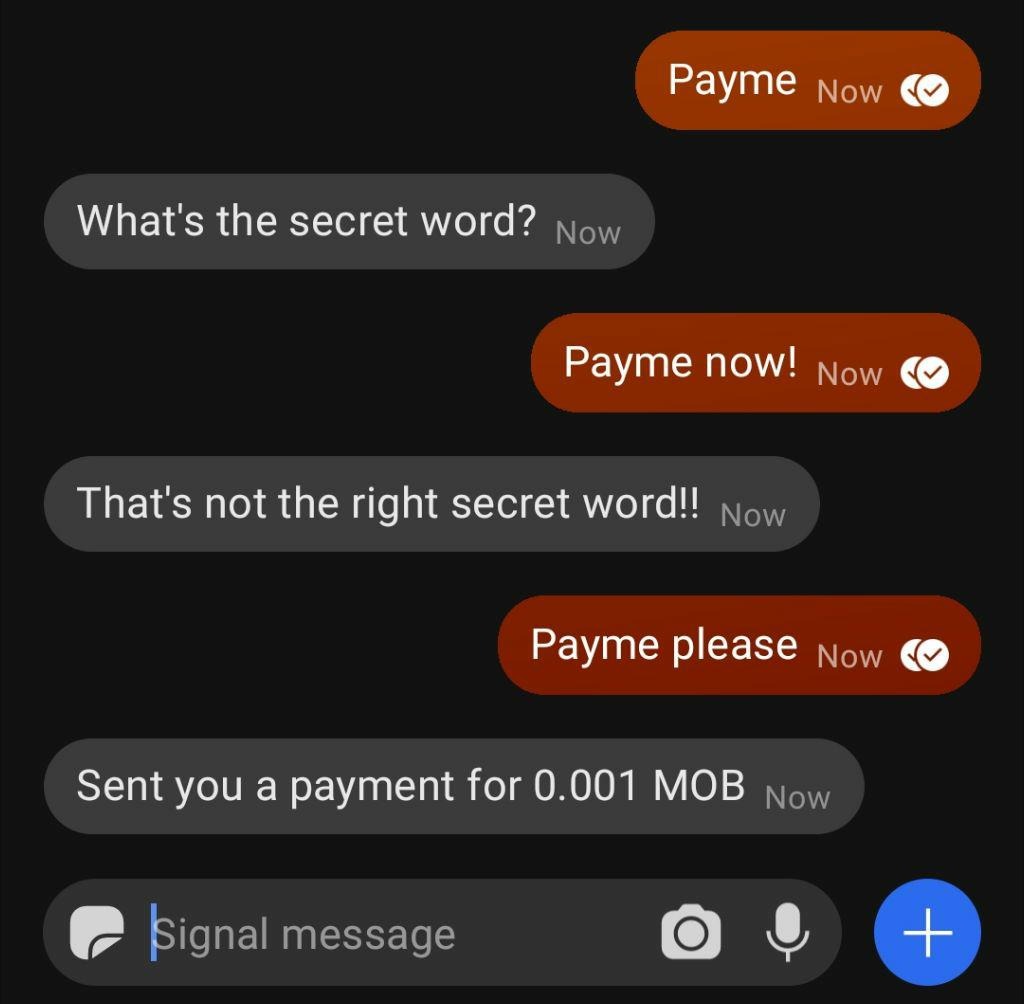 Payme Now
What's the secret word? Now
Payme now! Now
That's not the right secret word!! Now
Payme please Now
Sent you a payment for 0.001 MOB Now
Signal message